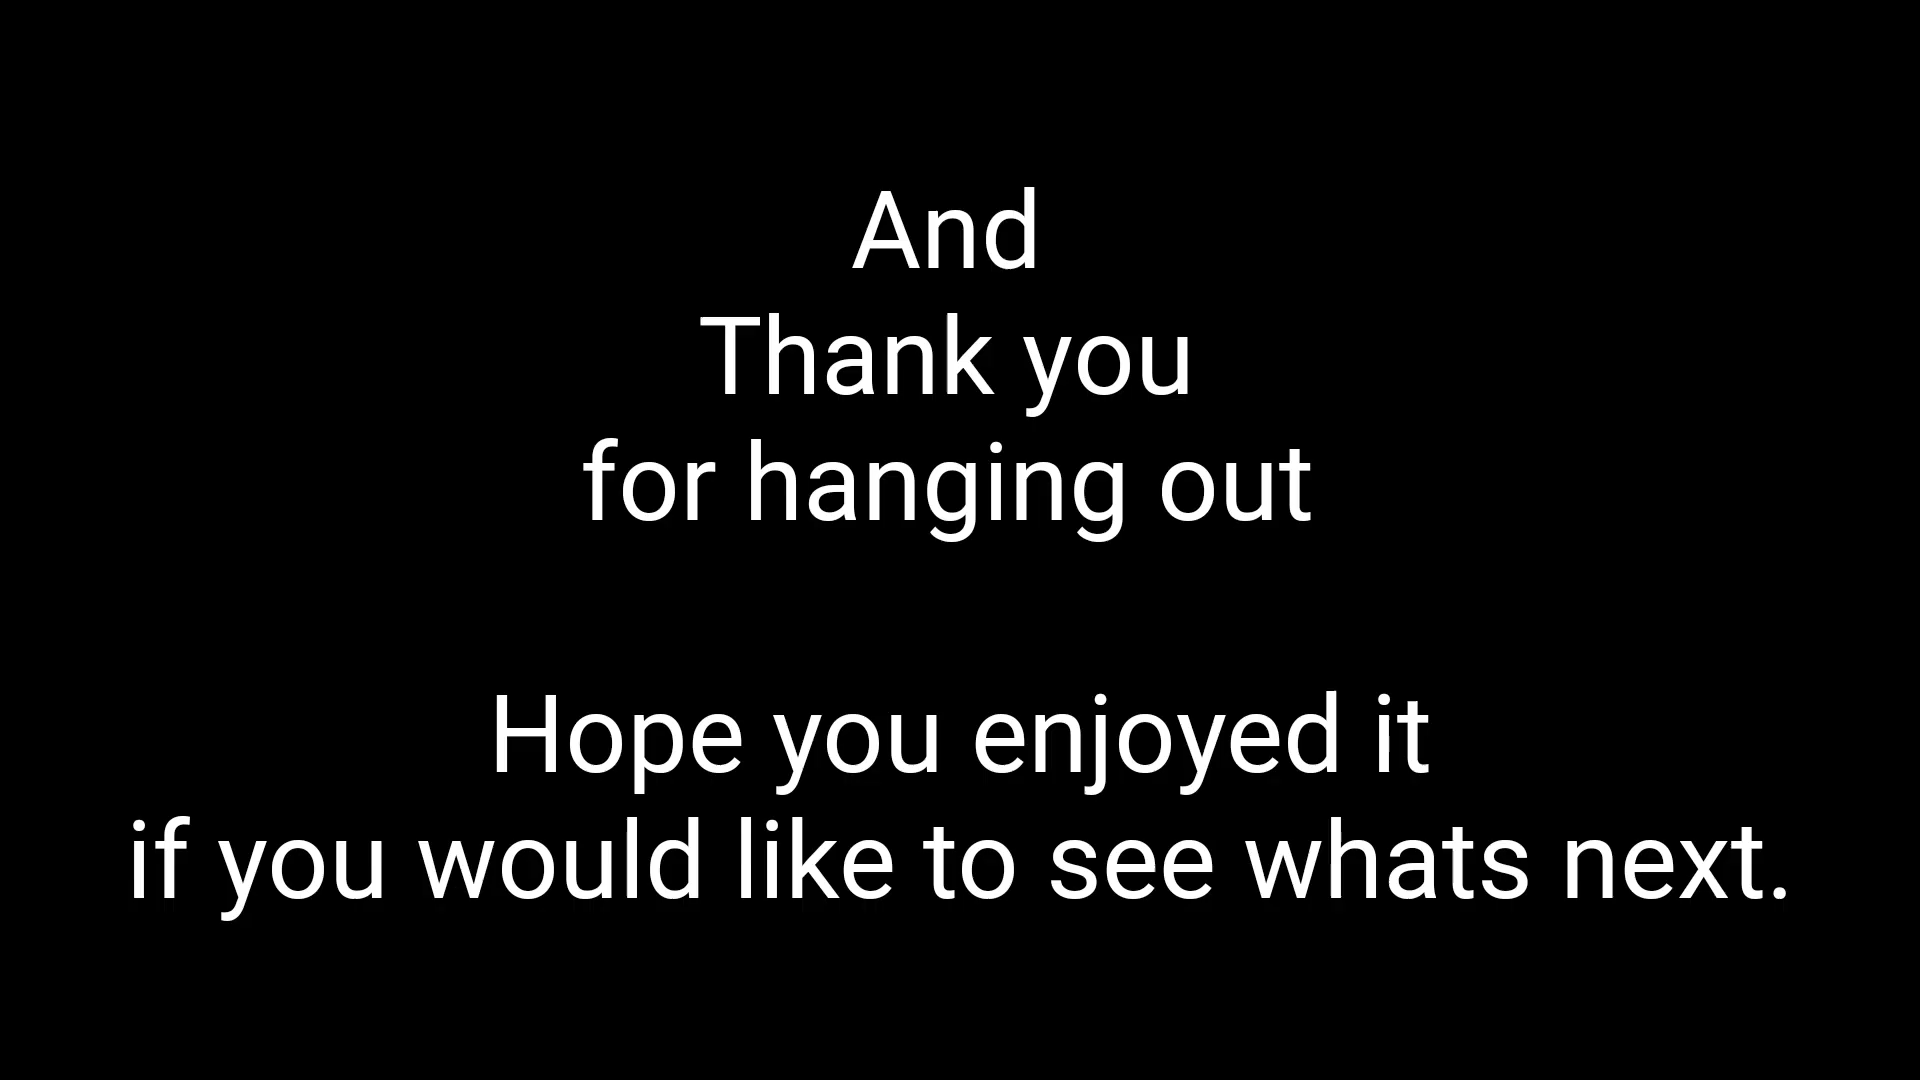 And
Thank you
for hanging out
Hope you enjoyed it
if you would like to see whats next.